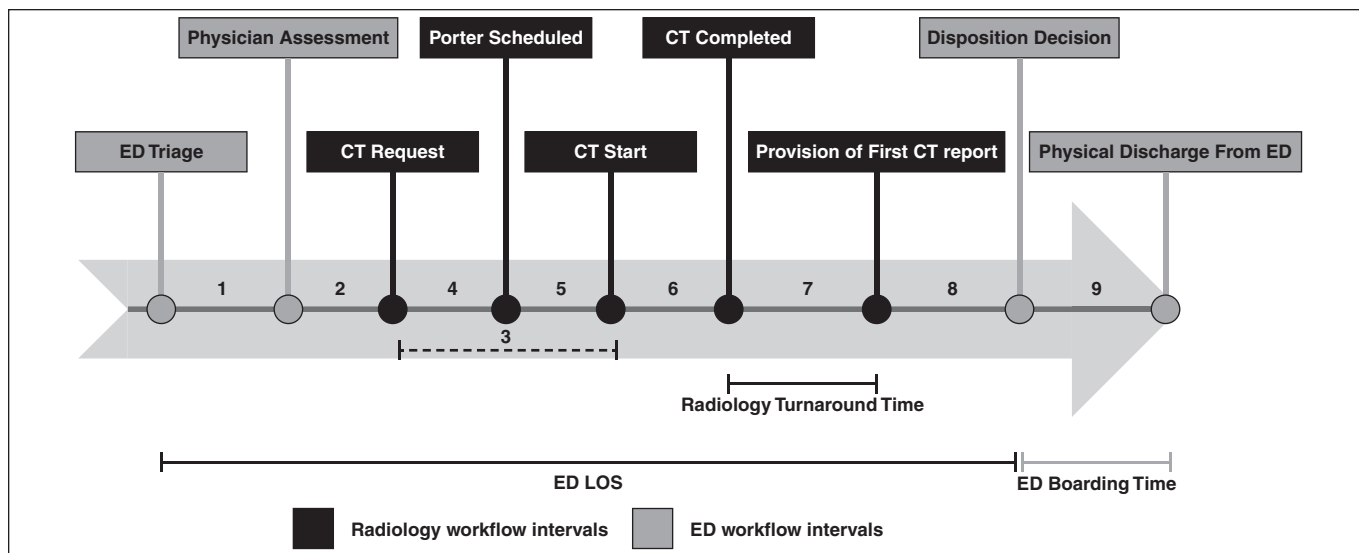 Physician Assessment
Porter Scheduled
CT Completed
Disposition Decision
ED Triage
CT Request
CT Start
Provision of First CT report
Physical Discharge From ED
1
2
4
5
6
7
8
9
3
Radiology Turnaround Time
ED LOS
ED Boarding Time
Radiology workflow intervals
ED workflow intervals